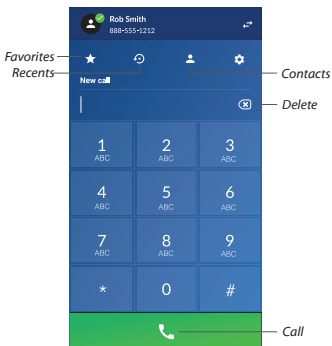 Rob Smith
888-555-1212
Favorites
Recents
Contacts
New call
Delete
1 2 3
ABC ABC ABC
4 5 6
ABC ABC ABC
7 8 9
ABC ABC ABC
* 0 #
Call